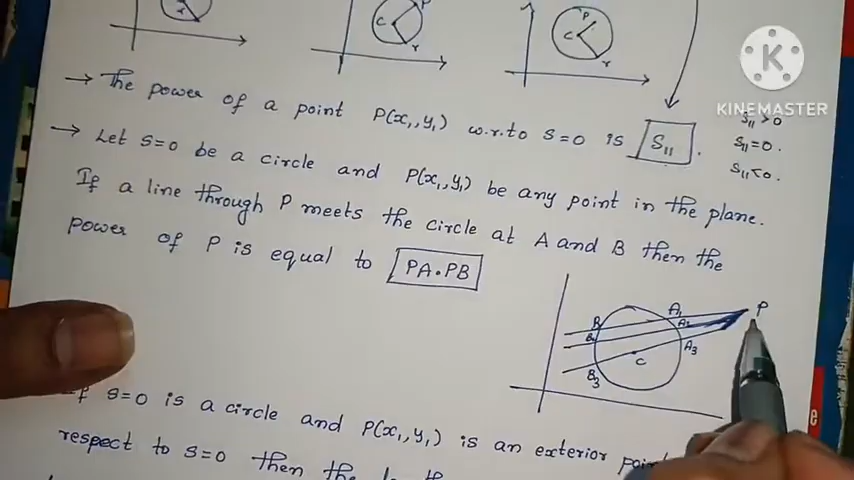 r
C P r
C P r
K
KINEMASTER
→ The power of a point P(x₁,y₁) w.r.to S=0 is S₁₁.
S₁₁>0
S₁₁=0.
S₁₁<0.
→ Let S=0 be a circle and P(x₁,y₁) be any point in the plane.
If a line through P meets the circle at A and B then the
power of P is equal to PA.PB
B A₁ P
B₂ A₂
C A₃
B₃
If S=0 is a circle and P(x₁,y₁) is an exterior
respect to S=0 then the